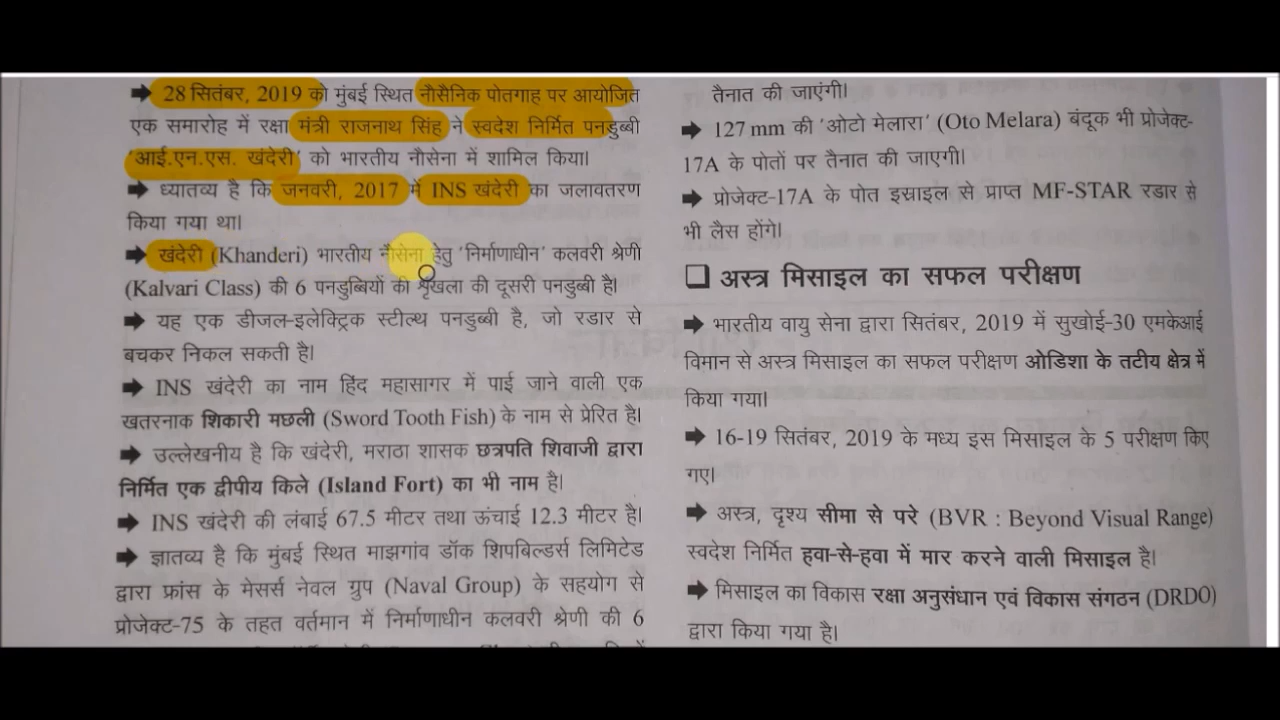 ➡ 28 सितंबर, 2019 को मुंबई स्थित नौसैनिक पोतगाह पर आयोजित
एक समारोह में रक्षा मंत्री राजनाथ सिंह ने स्वदेश निर्मित पनडुब्बी
'आई.एन.एस. खंदेरी' को भारतीय नौसेना में शामिल किया।
➡ ध्यातव्य है कि जनवरी, 2017 में INS खंदेरी का जलावतरण
किया गया था।
➡ खंदेरी (Khanderi) भारतीय नौसेना हेतु 'निर्माणाधीन' कलवरी श्रेणी
(Kalvari Class) की 6 पनडुब्बियों की शृंखला की दूसरी पनडुब्बी है।
➡ यह एक डीजल-इलेक्ट्रिक स्टील्थ पनडुब्बी है, जो रडार से
बचकर निकल सकती है।
➡ INS खंदेरी का नाम हिंद महासागर में पाई जाने वाली एक
खतरनाक शिकारी मछली (Sword Tooth Fish) के नाम से प्रेरित है।
➡ उल्लेखनीय है कि खंदेरी, मराठा शासक छत्रपति शिवाजी द्वारा
निर्मित एक द्वीपीय किले (Island Fort) का भी नाम है।
➡ INS खंदेरी की लंबाई 67.5 मीटर तथा ऊंचाई 12.3 मीटर है।
➡ ज्ञातव्य है कि मुंबई स्थित माझगांव डॉक शिपबिल्डर्स लिमिटेड
द्वारा फ्रांस के मेसर्स नेवल ग्रुप (Naval Group) के सहयोग से
प्रोजेक्ट-75 के तहत वर्तमान में निर्माणाधीन कलवरी श्रेणी की 6
तैनात की जाएंगी।
➡ 127 mm की 'ओटो मेलारा' (Oto Melara) बंदूक भी प्रोजेक्ट-
17A के पोतों पर तैनात की जाएगी।
➡ प्रोजेक्ट-17A के पोत इस्राइल से प्राप्त MF-STAR रडार से
भी लैस होंगे।
❑ अस्त्र मिसाइल का सफल परीक्षण
➡ भारतीय वायु सेना द्वारा सितंबर, 2019 में सुखोई-30 एमकेआई
विमान से अस्त्र मिसाइल का सफल परीक्षण ओडिशा के तटीय क्षेत्र में
किया गया।
➡ 16-19 सितंबर, 2019 के मध्य इस मिसाइल के 5 परीक्षण किए
गए।
➡ अस्त्र, दृश्य सीमा से परे (BVR : Beyond Visual Range)
स्वदेश निर्मित हवा-से-हवा में मार करने वाली मिसाइल है।
➡ मिसाइल का विकास रक्षा अनुसंधान एवं विकास संगठन (DRDO)
द्वारा किया गया है।